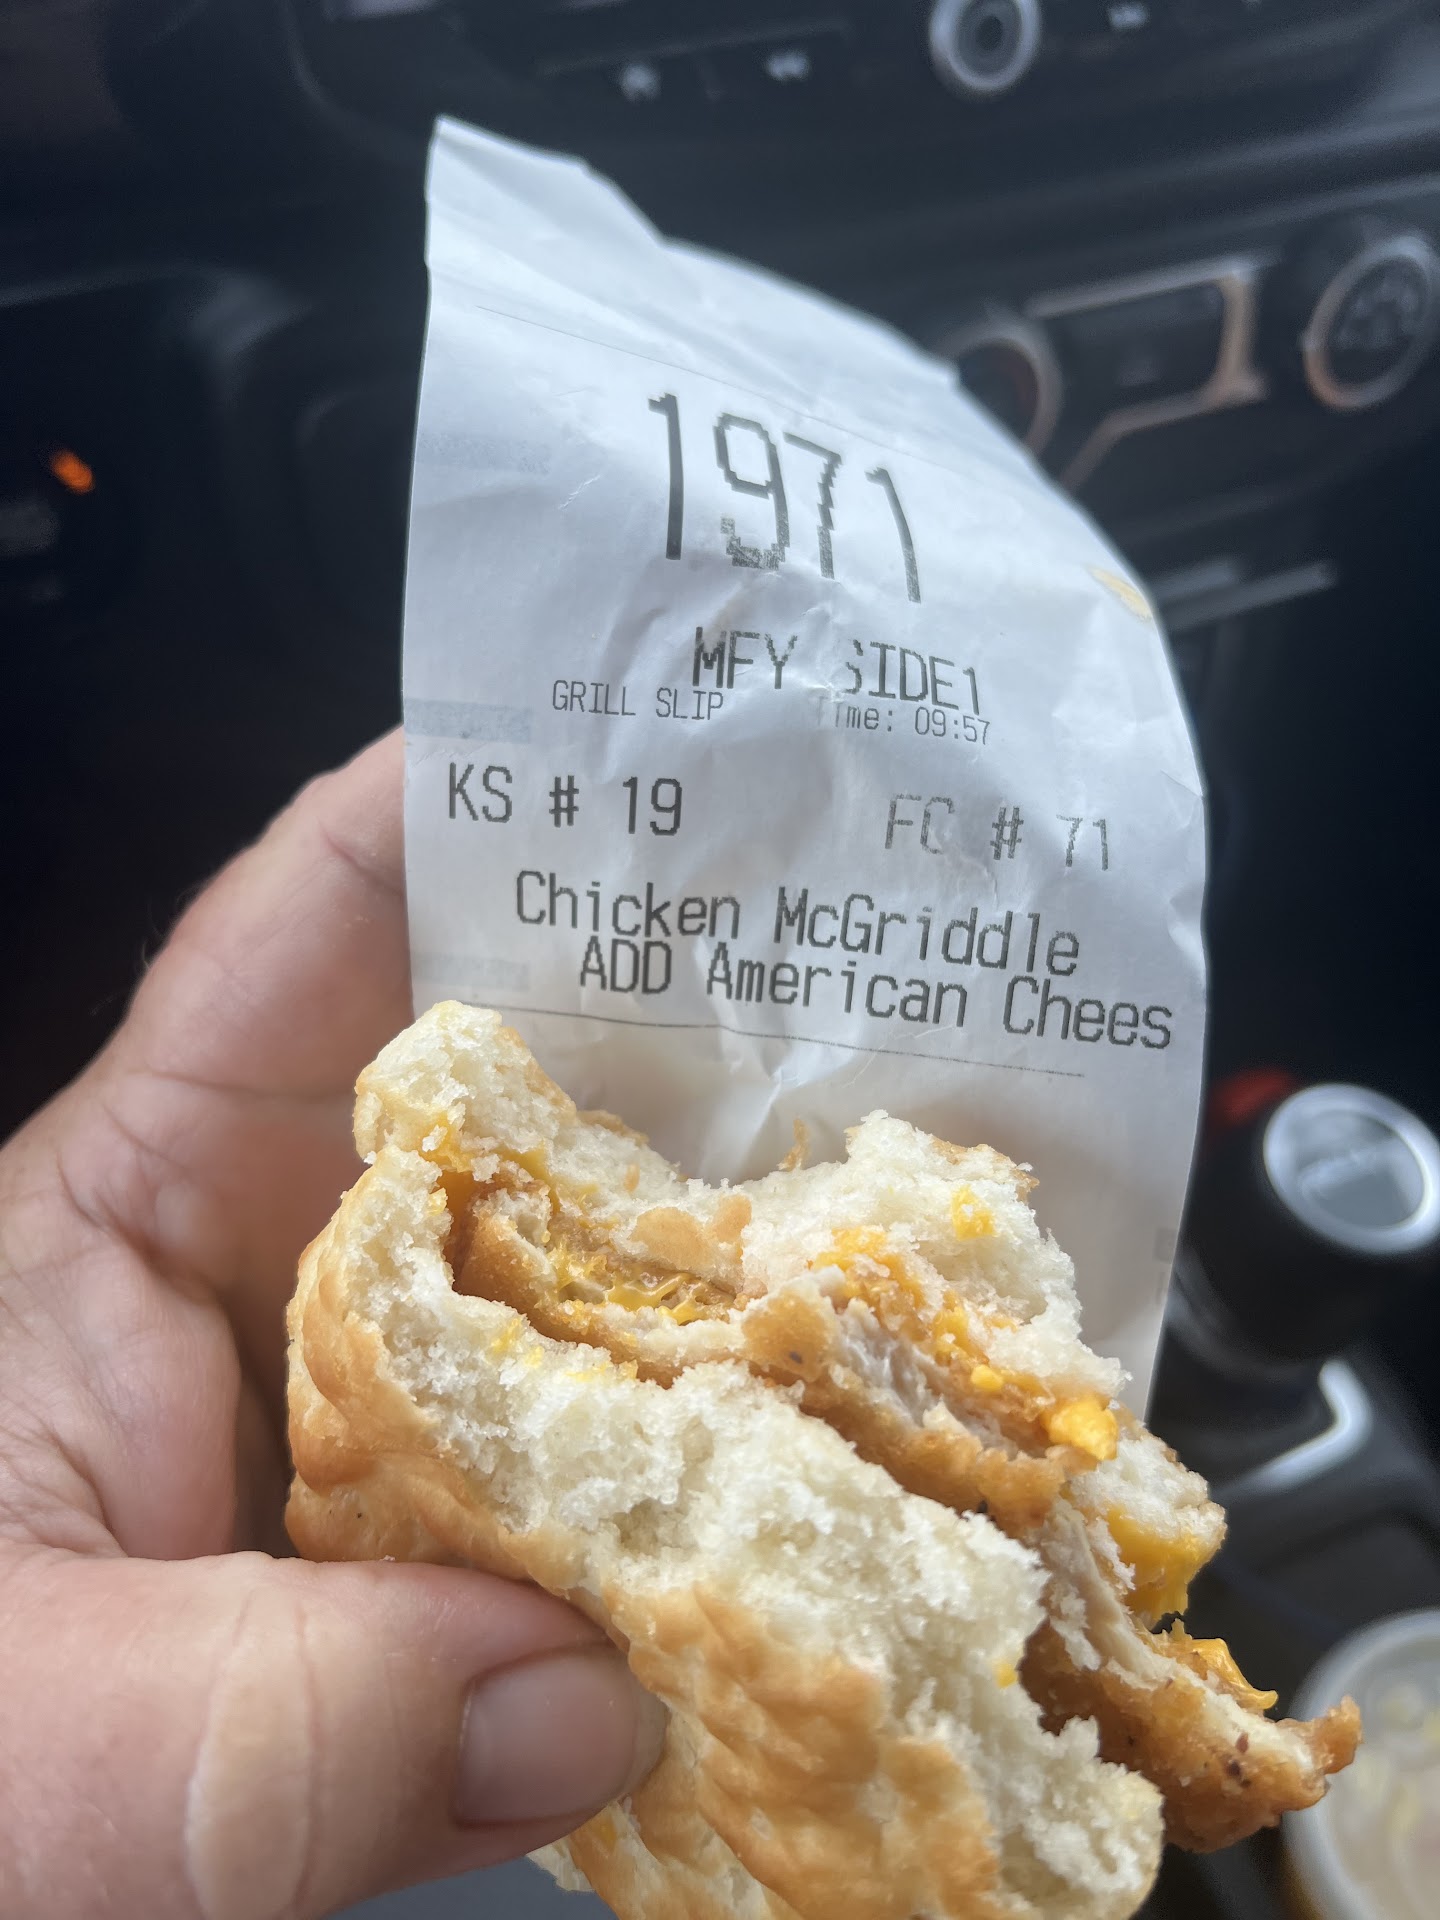 1971
MFY SIDE1
GRILL SLIP Time: 09:57
KS # 19 FC # 71
Chicken McGriddle
ADD American Chees